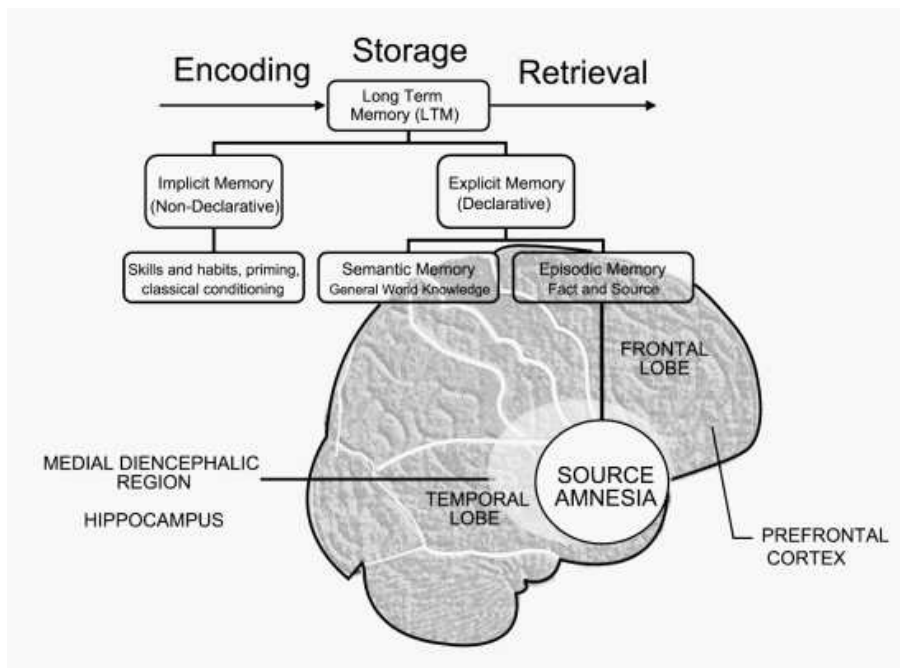 Encoding
Storage
Retrieval
Long Term
Memory (LTM)
Implicit Memory
(Non-Declarative)
Explicit Memory
(Declarative)
Skills and habits, priming,
classical conditioning
Semantic Memory
General World Knowledge
Episodic Memory
Fact and Source
FRONTAL
LOBE
MEDIAL DIENCEPHALIC
REGION
HIPPOCAMPUS
TEMPORAL
LOBE
SOURCE
AMNESIA
PREFRONTAL
CORTEX